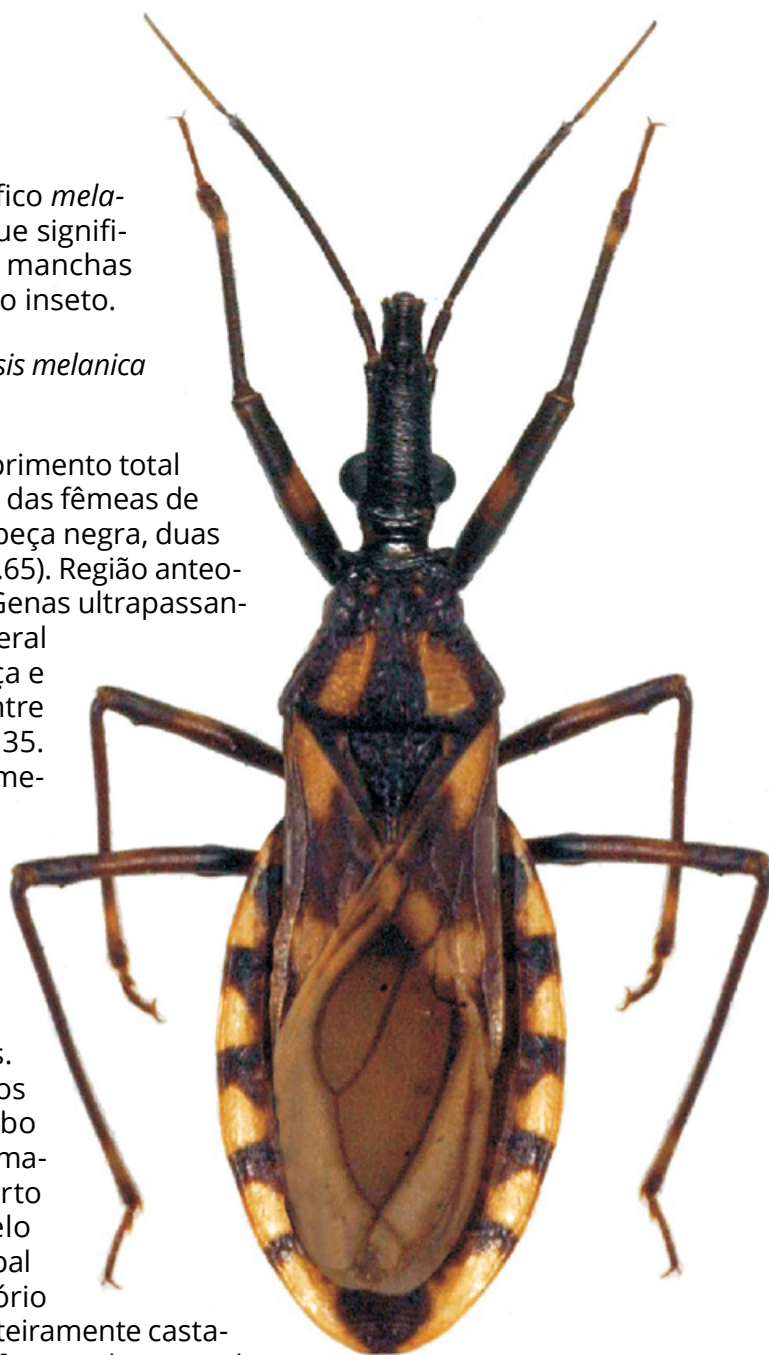 fico mela-
ue signifi-
manchas
o inseto.
sis melanica
primento total
das fêmeas de
beça negra, duas
.65). Região anteo-
Genas ultrapassan-
eral
ça e
ntre
35.
me-
s.
os
bo
ma-
rto
elo
pal
ório
teiramente casta-